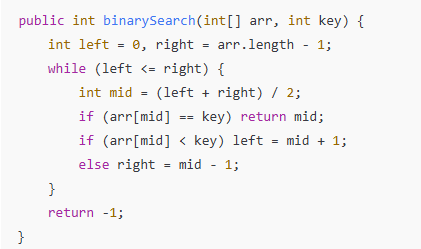 public int binarySearch(int[] arr, int key) {
    int left = 0, right = arr.length - 1;
    while (left <= right) {
        int mid = (left + right) / 2;
        if (arr[mid] == key) return mid;
        if (arr[mid] < key) left = mid + 1;
        else right = mid - 1;
    }
    return -1;
}